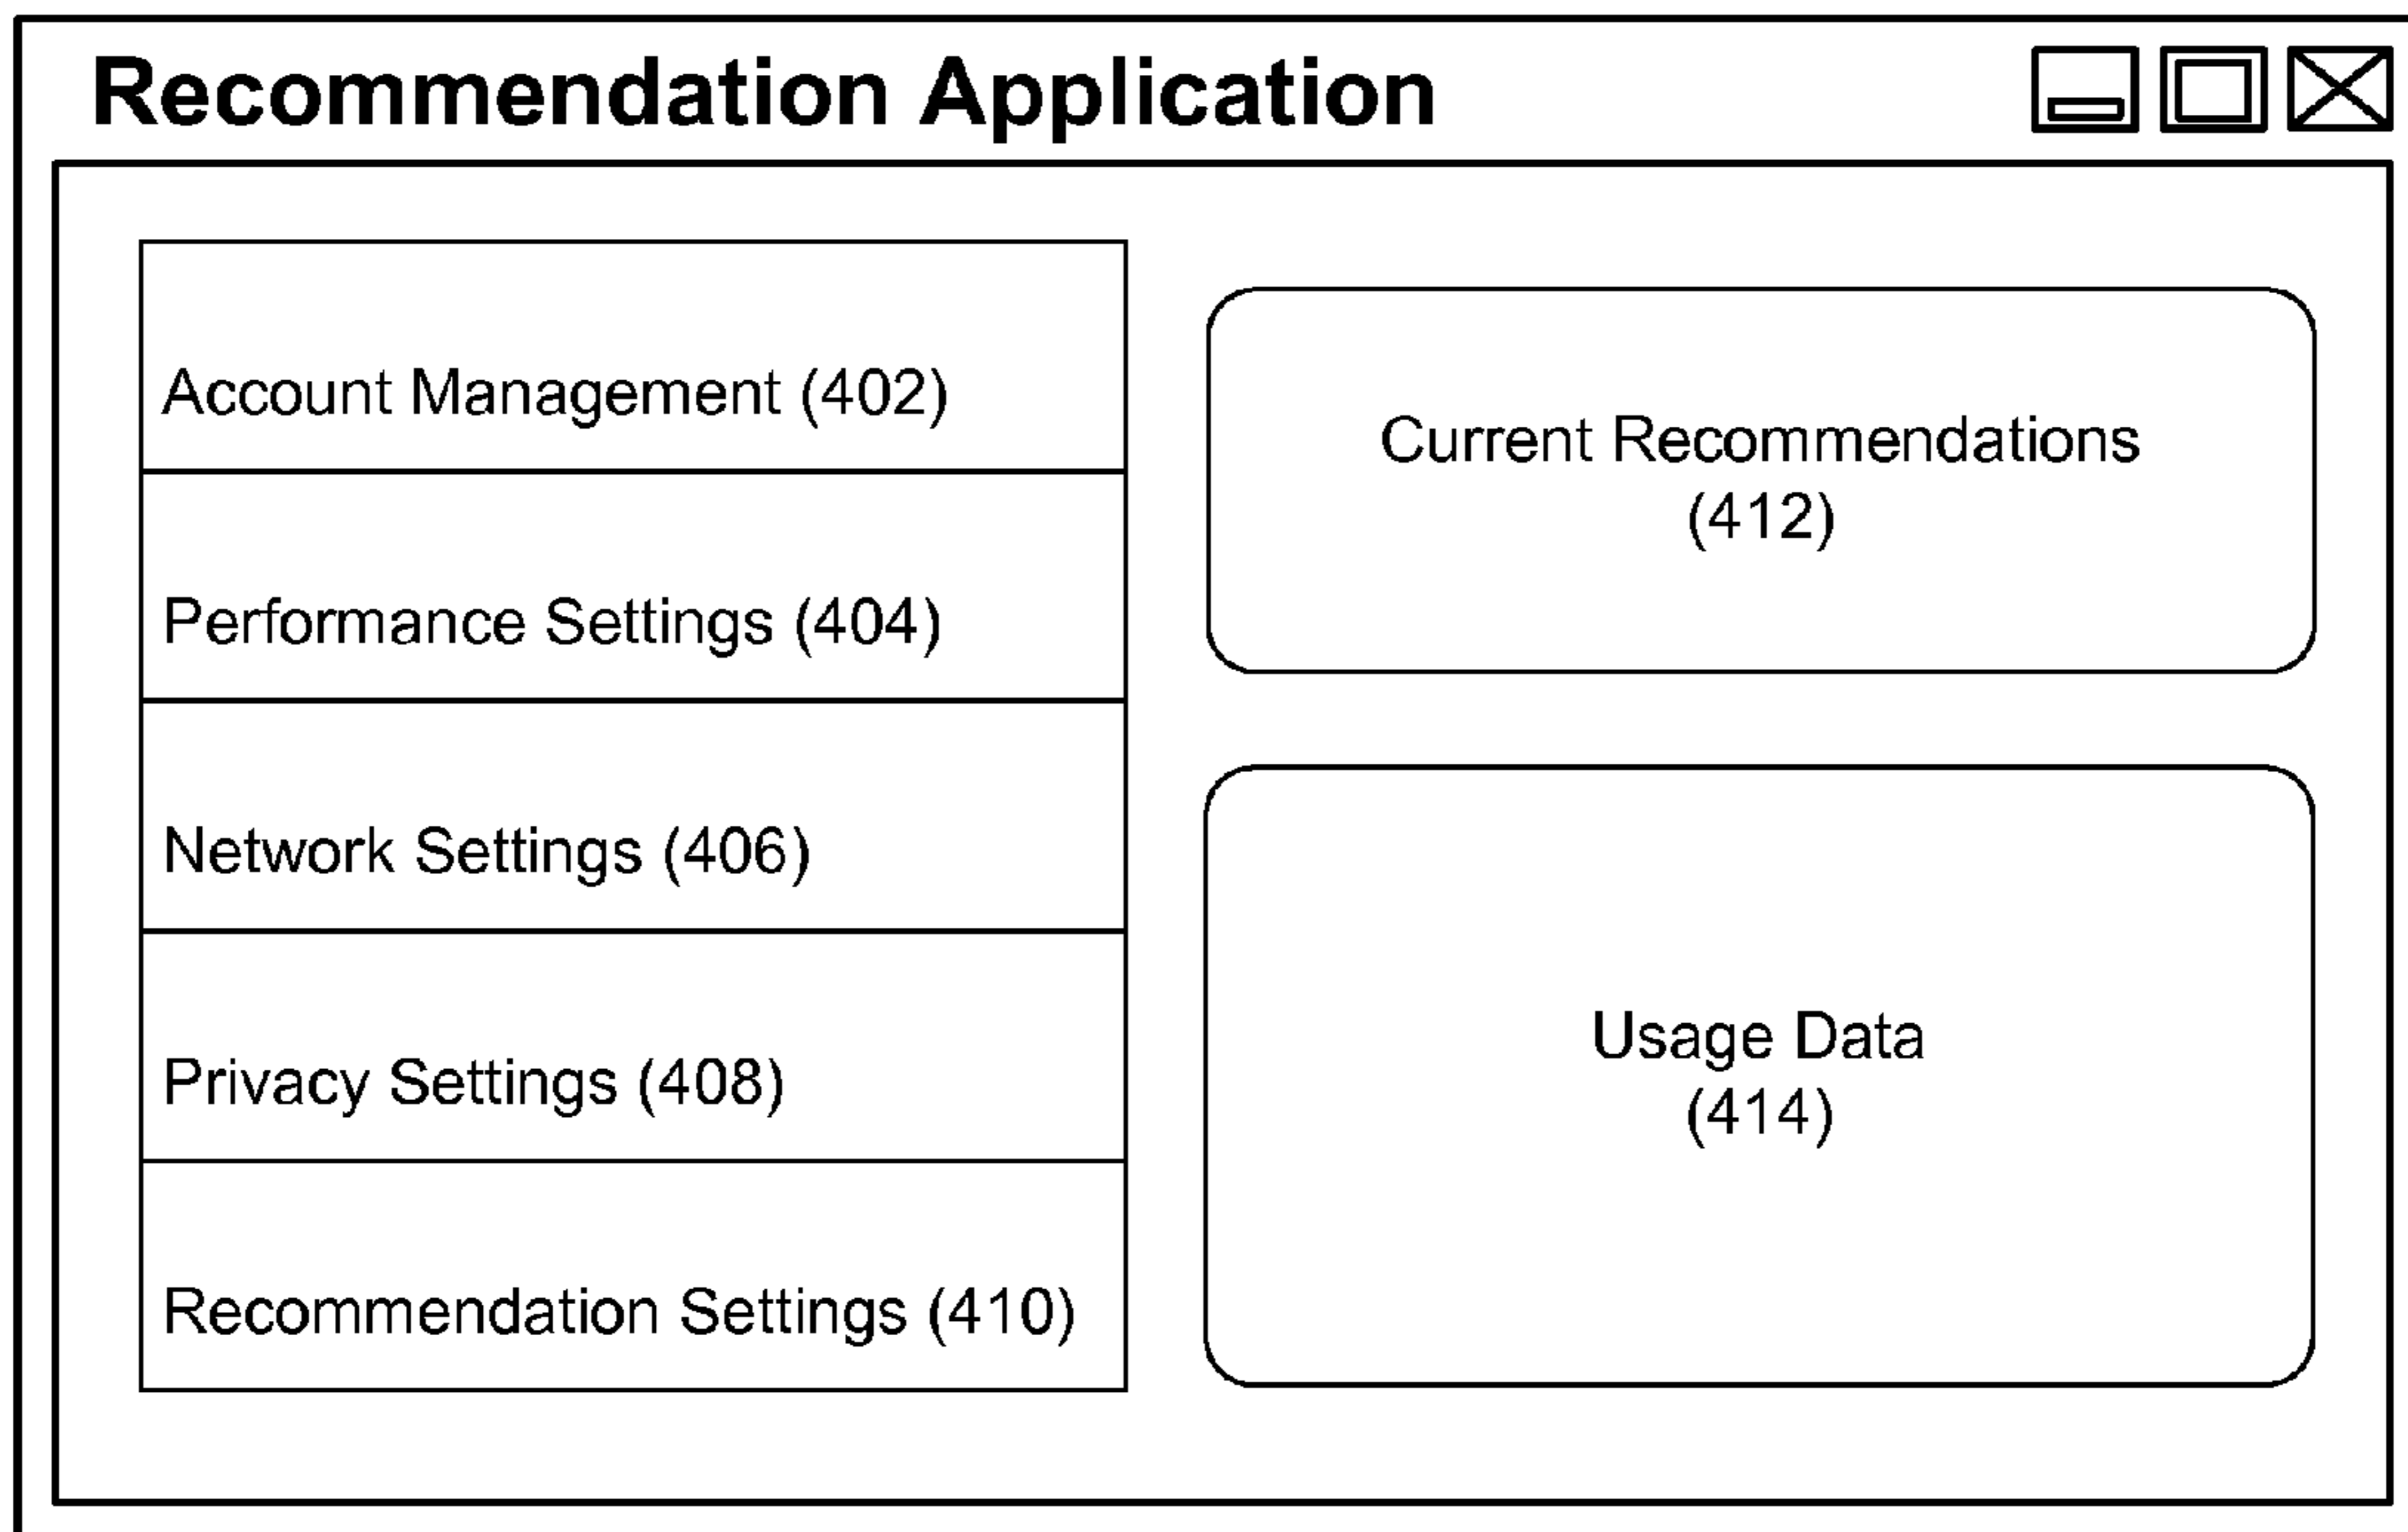 Recommendation Application
Account Management (402)
Performance Settings (404)
Network Settings (406)
Privacy Settings (408)
Recommendation Settings (410)
Current Recommendations
(412)
Usage Data
(414)